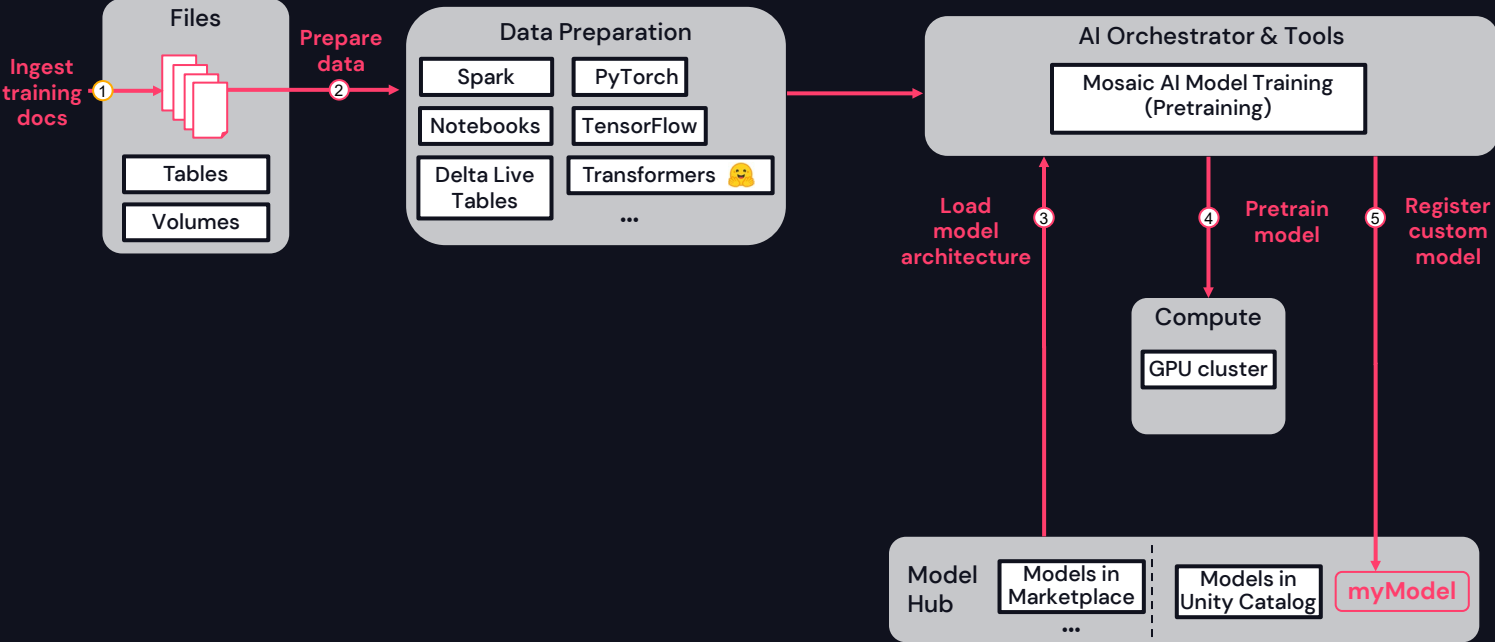 Files
Ingest
training
docs
1
Tables
Volumes
Prepare
data
2
Data Preparation
Spark
PyTorch
Notebooks
TensorFlow
Delta Live
Tables
Transformers
...
AI Orchestrator & Tools
Mosaic AI Model Training
(Pretraining)
Load
model
architecture
3
4
Pretrain
model
5
Register
custom
model
Compute
GPU cluster
Model
Hub
Models in
Marketplace
...
Models in
Unity Catalog
myModel